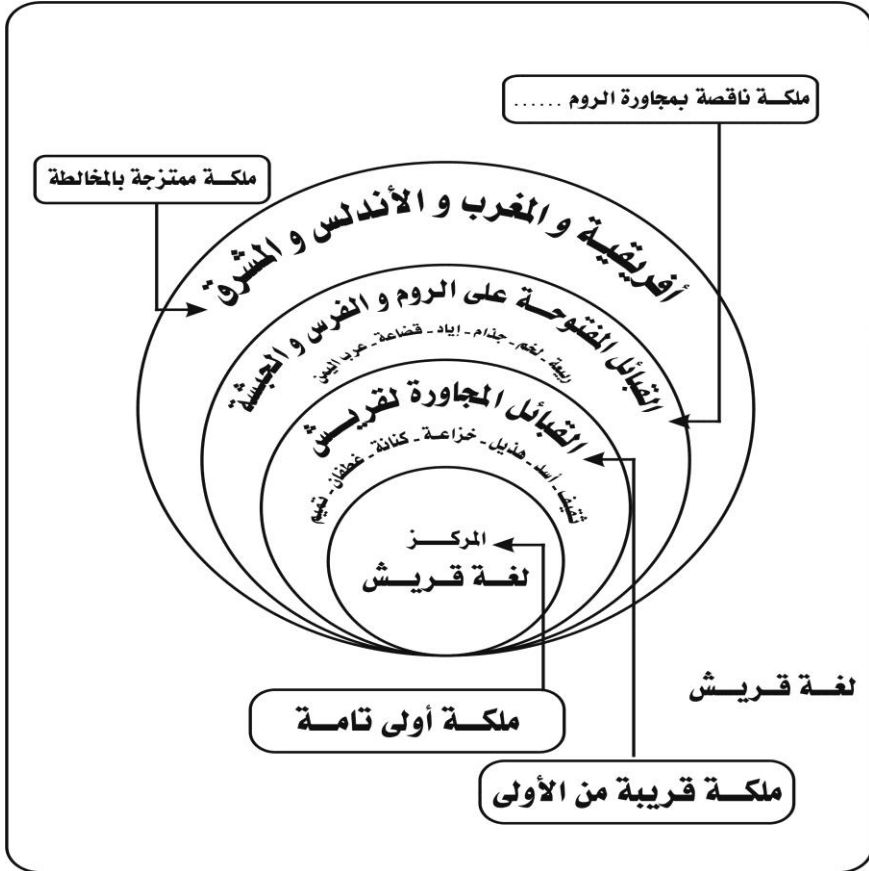 ملكة ناقصة بمجاورة الروم ......
ملكة ممتزجة بالمخالطة
أفريقية و المغرب و الأندلس و المشرق
القبائل المفتوحة على الروم و الفرس و الحبشة
ربيعة - لخم - جذام - إياد - قضاعة - عرب اليمن
القبائل المجاورة لقريش
ثقيف - أسد - هذيل - خزاعة - كنانة - غطفان - تميم
المركز
لغة قريش
لغة قريش
ملكة أولى تامة
ملكة قريبة من الأولى